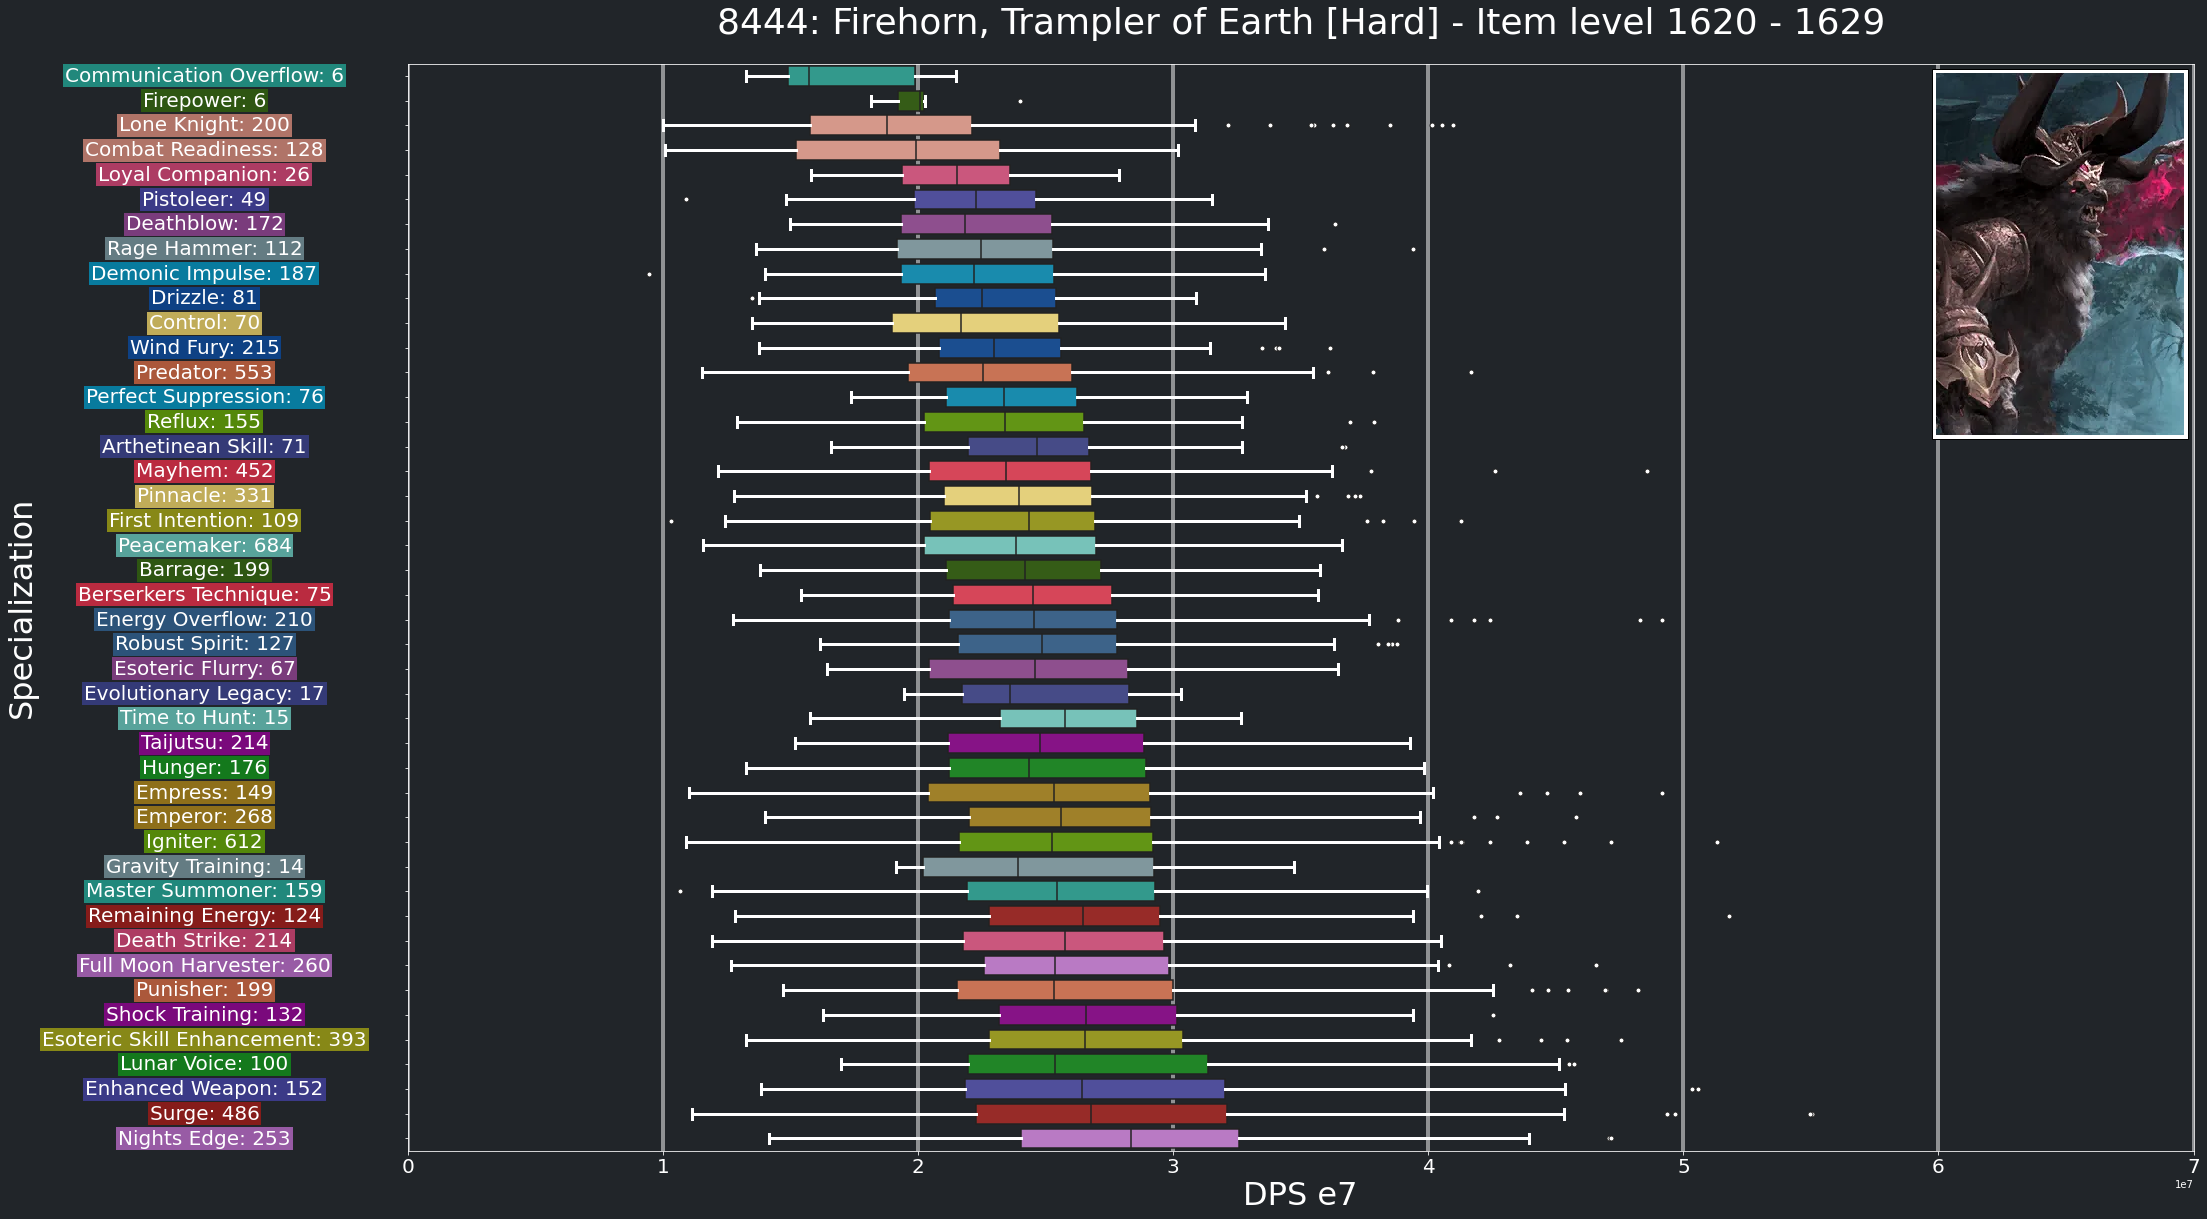 8444: Firehorn, Trampler of Earth [Hard] - Item level 1620 - 1629
Specialization
Communication Overflow: 6
Firepower: 6
Lone Knight: 200
Combat Readiness: 128
Loyal Companion: 26
Pistoleer: 49
Deathblow: 172
Rage Hammer: 112
Demonic Impulse: 187
Drizzle: 81
Control: 70
Wind Fury: 215
Predator: 553
Perfect Suppression: 76
Reflux: 155
Arthetinean Skill: 71
Mayhem: 452
Pinnacle: 331
First Intention: 109
Peacemaker: 684
Barrage: 199
Berserkers Technique: 75
Energy Overflow: 210
Robust Spirit: 127
Esoteric Flurry: 67
Evolutionary Legacy: 17
Time to Hunt: 15
Taijutsu: 214
Hunger: 176
Empress: 149
Emperor: 268
Igniter: 612
Gravity Training: 14
Master Summoner: 159
Remaining Energy: 124
Death Strike: 214
Full Moon Harvester: 260
Punisher: 199
Shock Training: 132
Esoteric Skill Enhancement: 393
Lunar Voice: 100
Enhanced Weapon: 152
Surge: 486
Nights Edge: 253
0 1 2 3 4 5 6 7
1e7
DPS e7